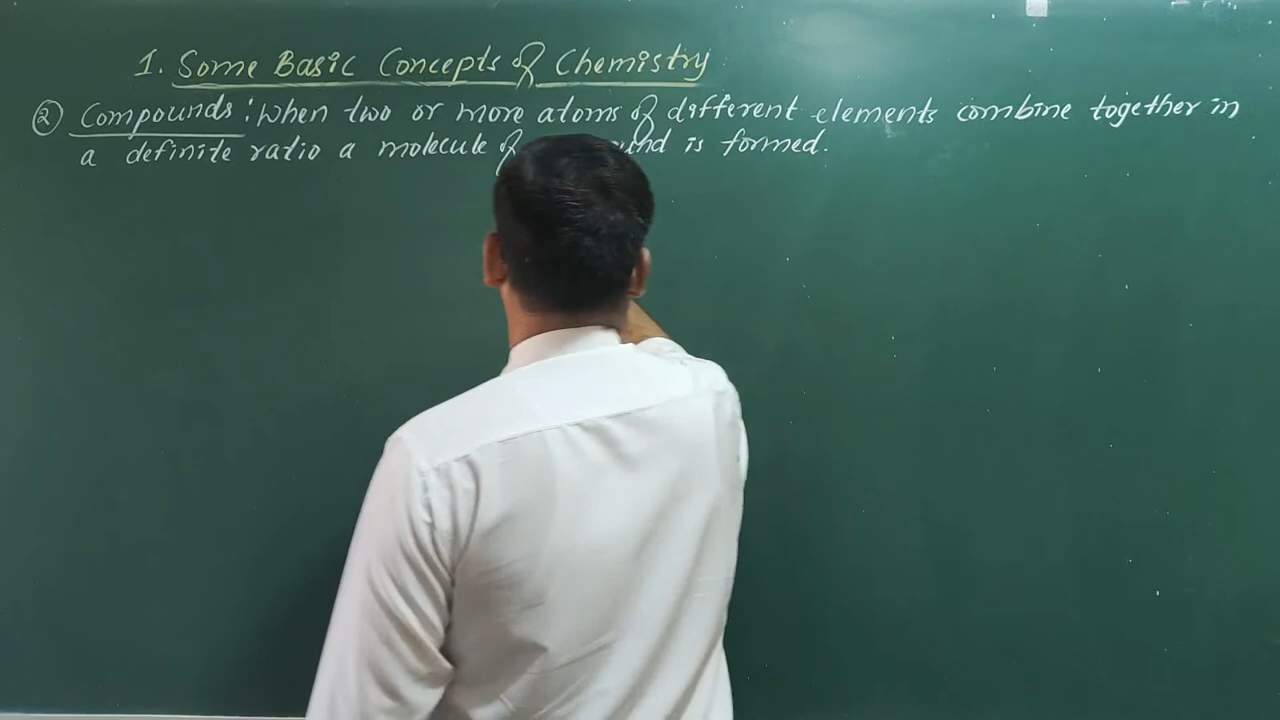 1. Some Basic Concepts of Chemistry
② Compounds : When two or more atoms of different elements combine together in
a definite ratio a molecule of und is formed.